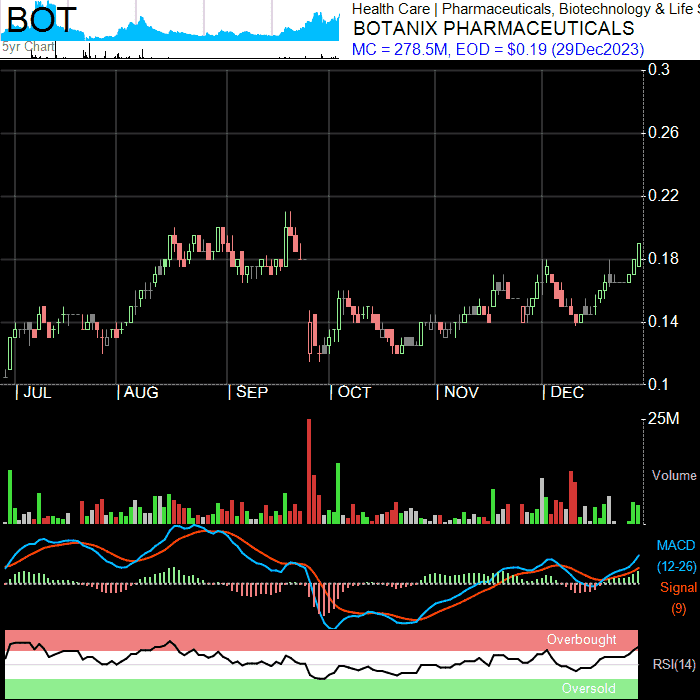 BOT
5yr Chart
Health Care | Pharmaceuticals, Biotechnology & Life S
BOTANIX PHARMACEUTICALS
MC = 278.5M, EOD = $0.19 (29Dec2023)
0.3
0.26
0.22
0.18
0.14
0.1
JUL AUG SEP OCT NOV DEC
25M
Volume
MACD
(12-26)
Signal
(9)
Overbought
RSI(14)
Oversold